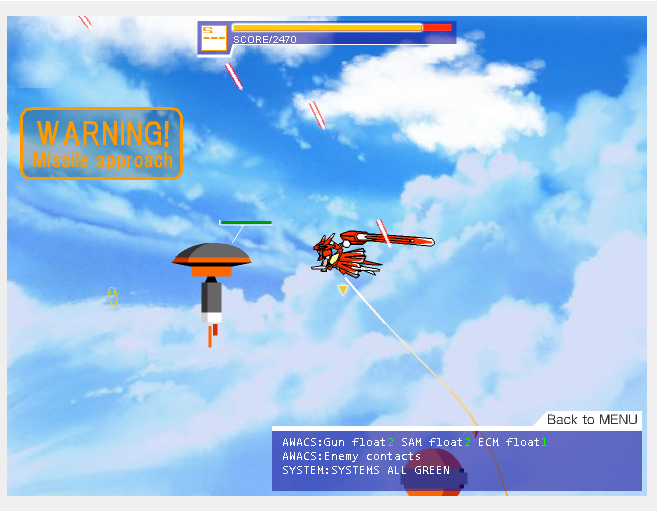 SCORE/2470
WARNING!
Missile approach
Back to MENU
AWACS:Gun float2 SAM float2 ECM float1
AWACS:Enemy contacts
SYSTEM:SYSTEMS ALL GREEN